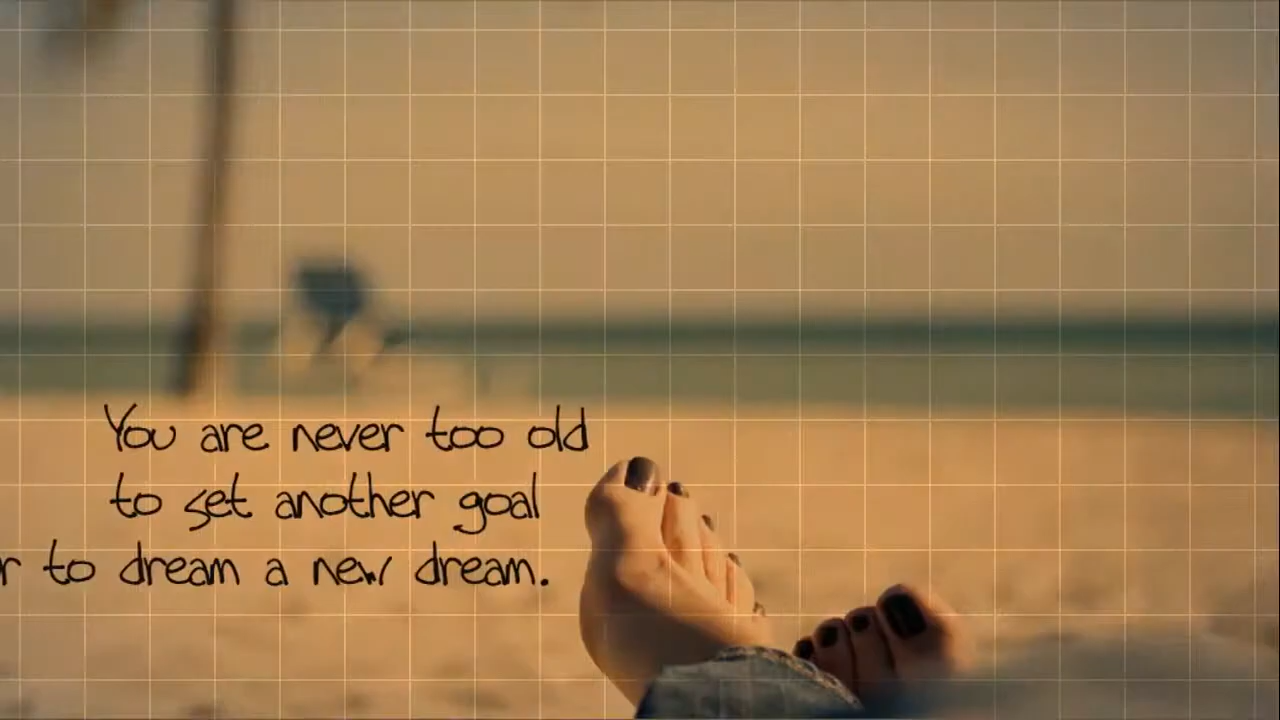 You are never too old
to set another goal
r to dream a new dream.